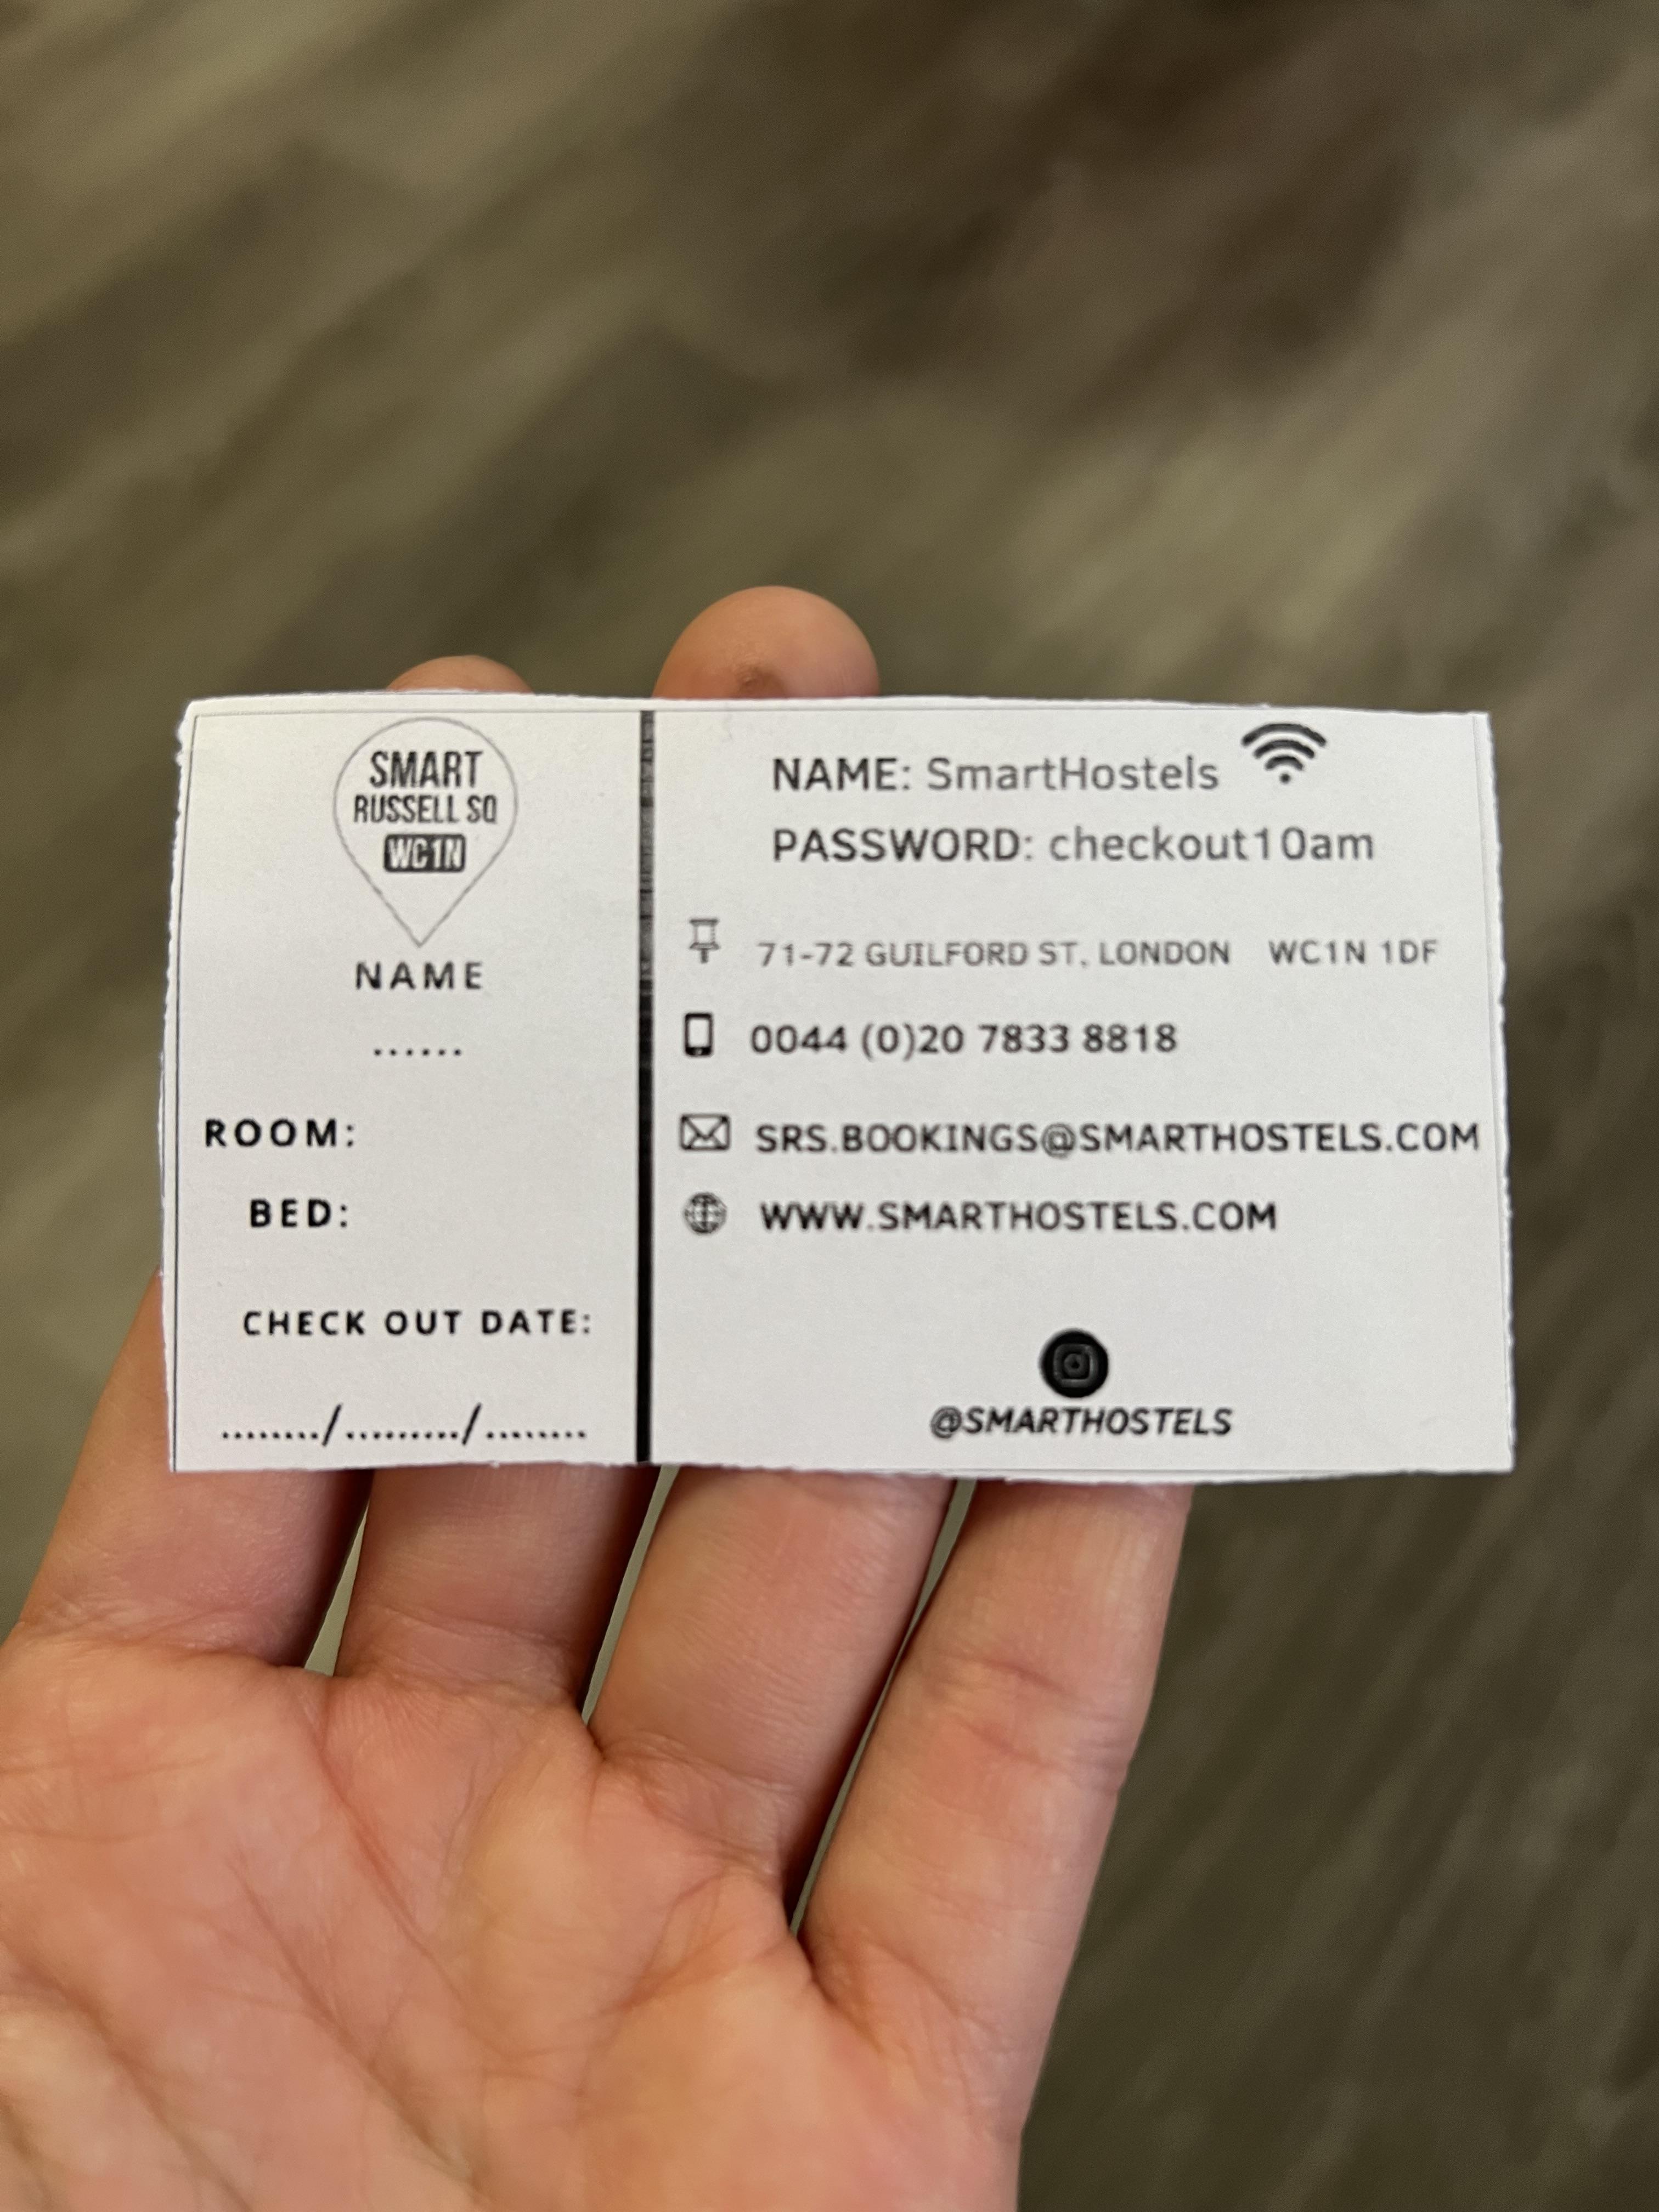 SMART
RUSSELL SQ
WC1N
NAME
......
ROOM:
BED:
CHECK OUT DATE:
......../........./........
NAME: SmartHostels
PASSWORD: checkout10am
71-72 GUILFORD ST, LONDON WC1N 1DF
0044 (0)20 7833 8818
SRS.BOOKINGS@SMARTHOSTELS.COM
WWW.SMARTHOSTELS.COM
@SMARTHOSTELS